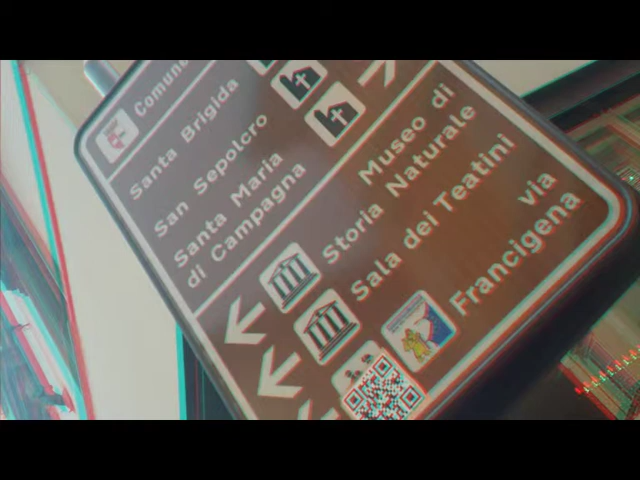 Comune
Santa Brigida
San Sepolcro
Santa Maria
di Campagna
Museo di
Storia Naturale
Sala dei Teatini
via
Francigena